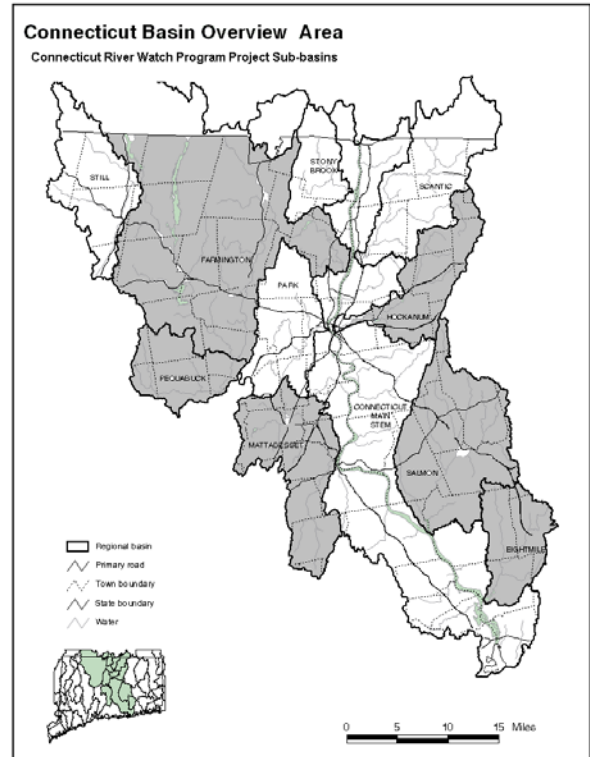 Connecticut Basin Overview Area
Connecticut River Watch Program Project Sub-basins
STILL
STONY
BROOK
SCANTIC
FARMINGTON
PARK
HOCKANUM
PEQUABUCK
CONNECTICUT
MAIN
STEM
MATTABESSET
SALMON
EIGHTMILE
Regional basin
Primary road
Town boundary
State boundary
Water
0 5 10 15 Miles